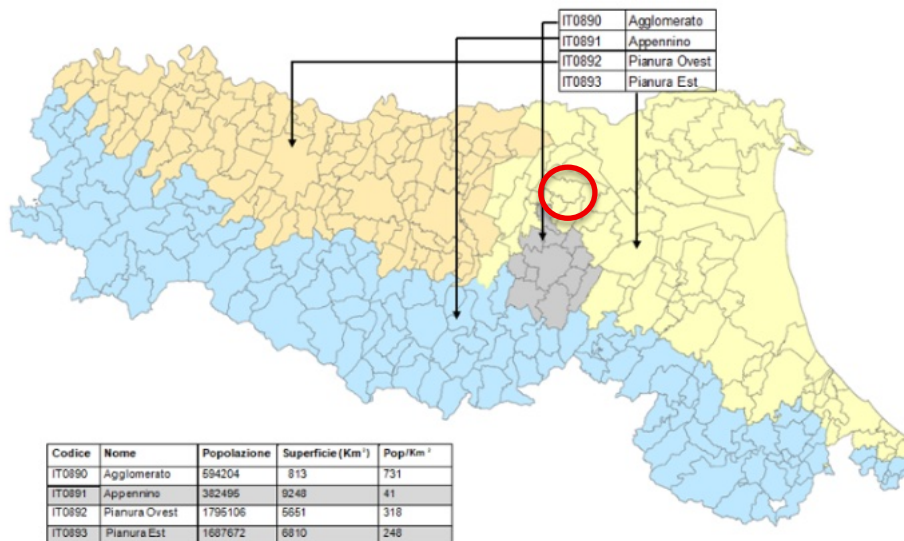 IT0890 Agglomerato
IT0891 Appennino
IT0892 Pianura Ovest
IT0893 Pianura Est
Codice Nome Popolazione Superficie (Km²) Pop/Km²
IT0890 Agglomerato 594204 813 731
IT0891 Appennino 382495 9248 41
IT0892 Pianura Ovest 1795106 5651 318
IT0893 Pianura Est 1687672 6810 248